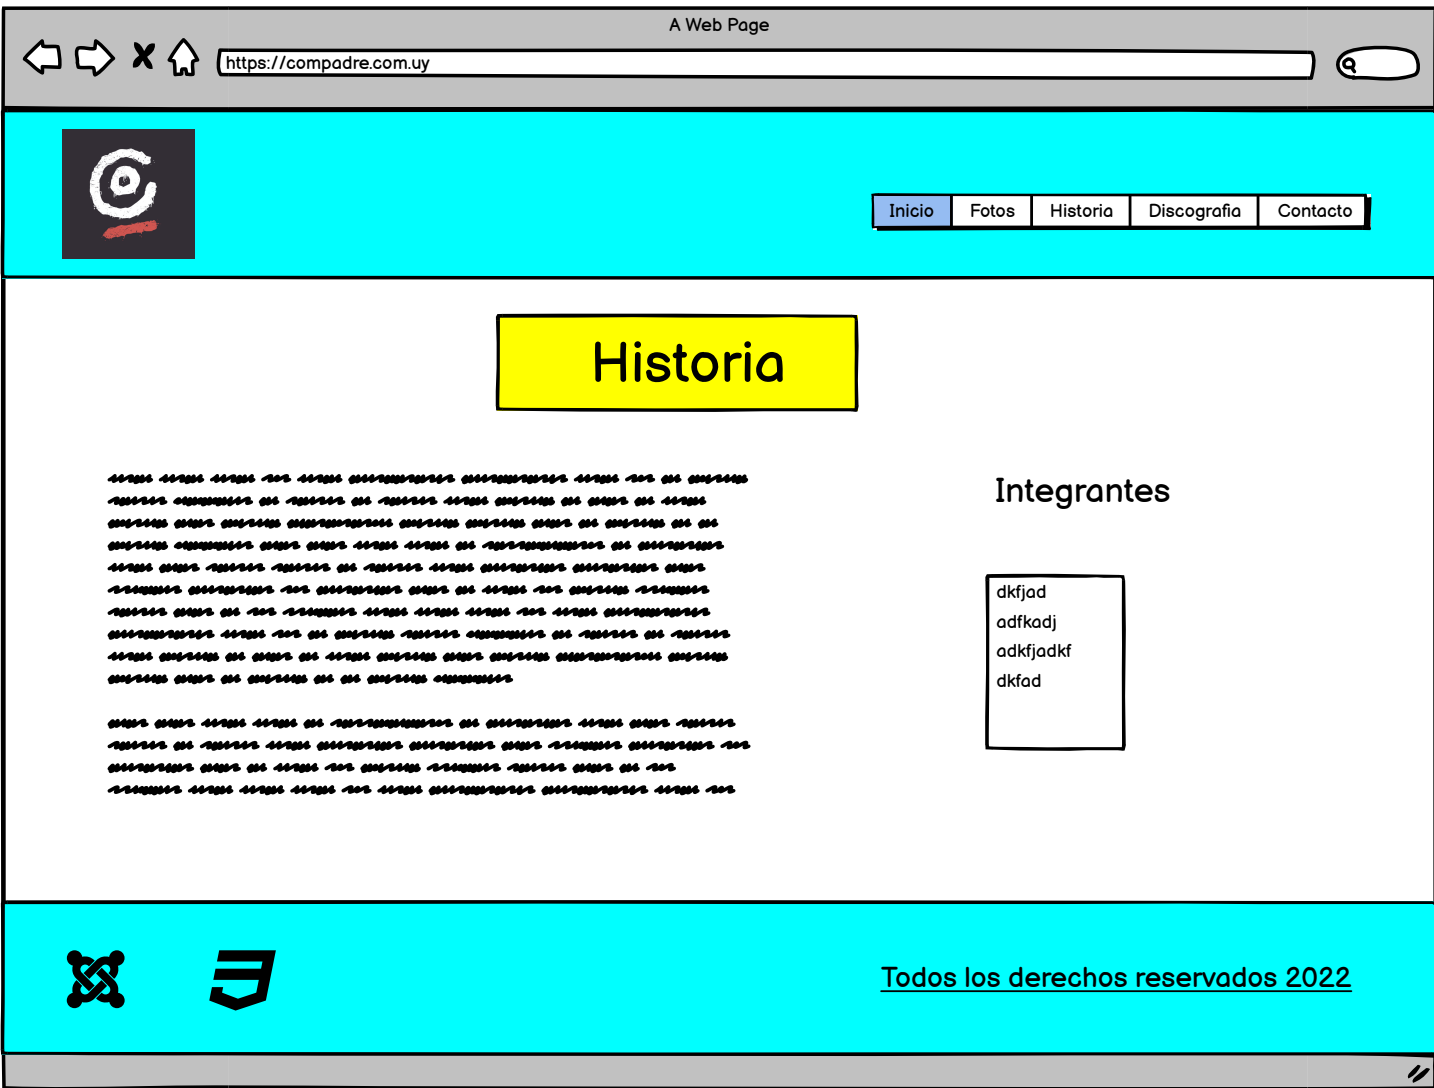 A Web Page
https://compadre.com.uy
Inicio Fotos Historia Discografia Contacto
Historia
Integrantes
dkfjad
adfkadj
adkfjadkf
dkfad
Todos los derechos reservados 2022